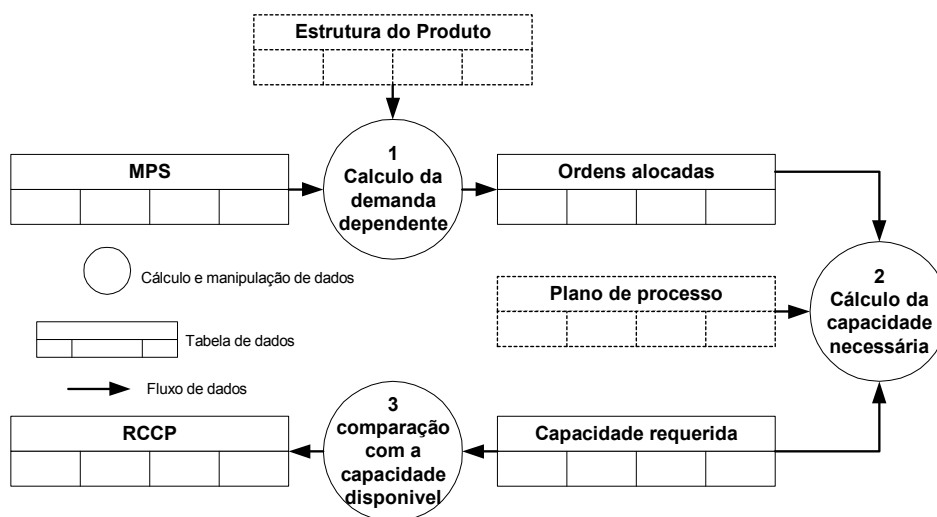 Estrutura do Produto
1
Calculo da
demanda
dependente
MPS
Ordens alocadas
Cálculo e manipulação de dados
Plano de processo
2
Cálculo da
capacidade
necessária
Tabela de dados
Fluxo de dados
RCCP
3
comparação
com a
capacidade
disponivel
Capacidade requerida